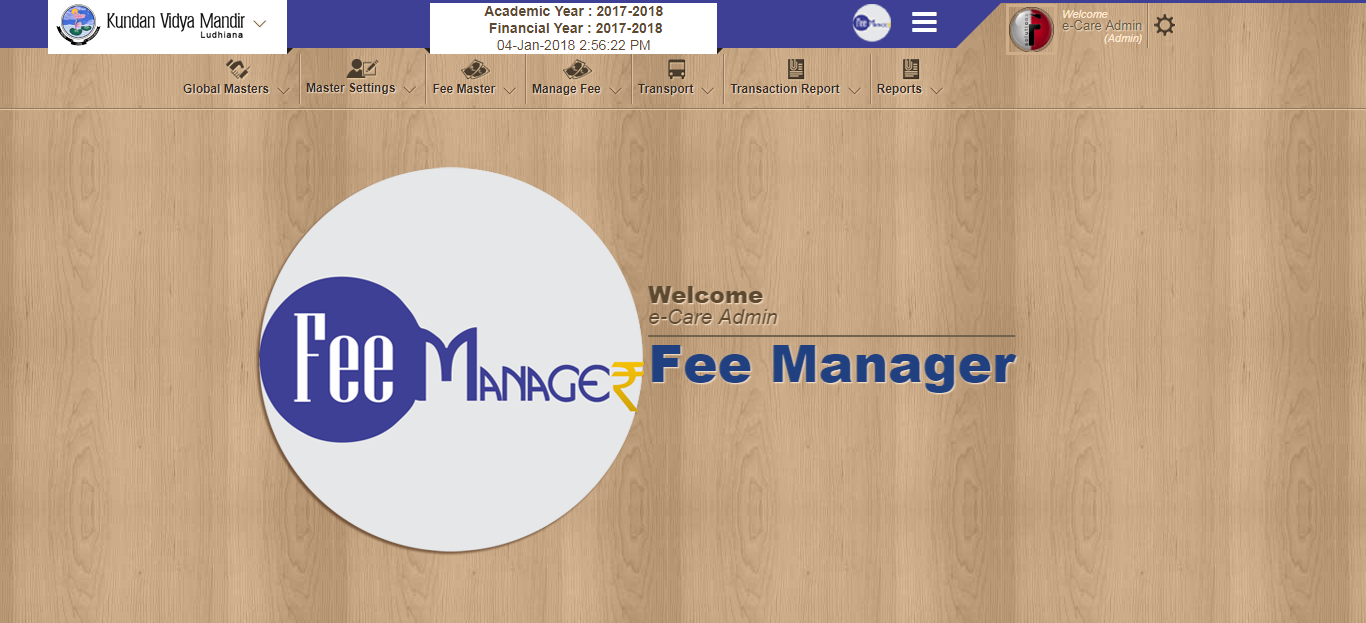 Kundan Vidya Mandir
Ludhiana
Academic Year : 2017-2018
Financial Year : 2017-2018
04-Jan-2018 2:56:22 PM
Fee Manager
Welcome
e-Care Admin
(Admin)
Global Masters
Master Settings
Fee Master
Manage Fee
Transport
Transaction Report
Reports
Fee Manage₹
Welcome
e-Care Admin
Fee Manager